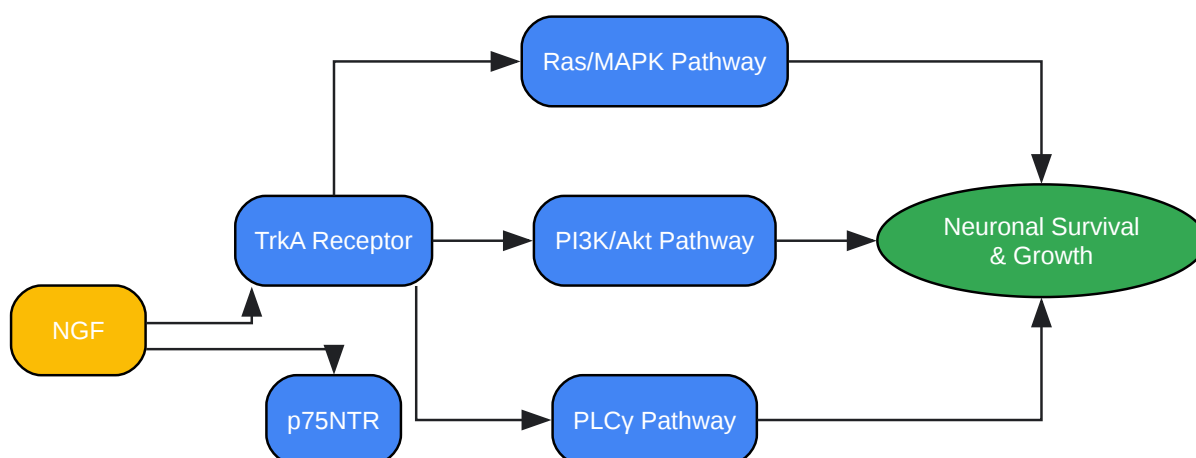 Ras/MAPK Pathway
TrkA Receptor
PI3K/Akt Pathway
Neuronal Survival
& Growth
NGF
p75NTR
PLCγ Pathway